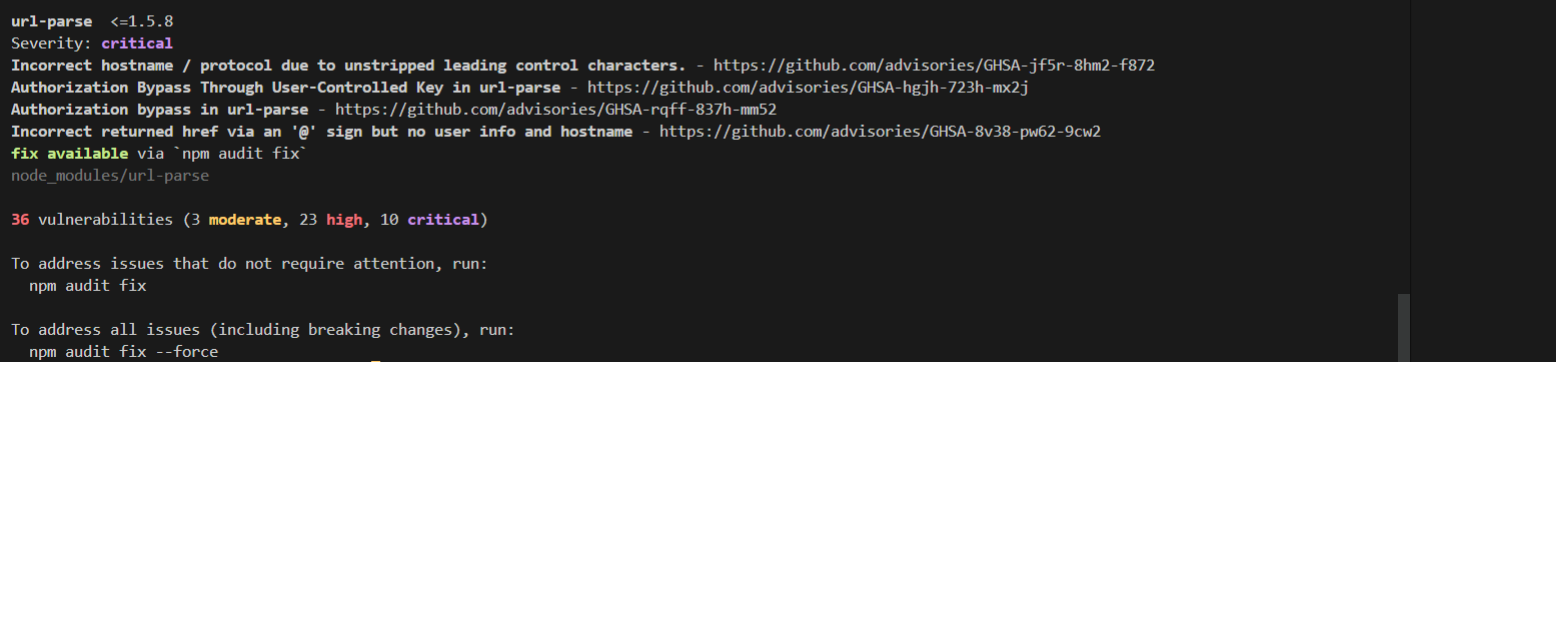 url-parse  <=1.5.8
Severity: critical
Incorrect hostname / protocol due to unstripped leading control characters. - https://github.com/advisories/GHSA-jf5r-8hm2-f872
Authorization Bypass Through User-Controlled Key in url-parse - https://github.com/advisories/GHSA-hgjh-723h-mx2j
Authorization bypass in url-parse - https://github.com/advisories/GHSA-rqff-837h-mm52
Incorrect returned href via an '@' sign but no user info and hostname - https://github.com/advisories/GHSA-8v38-pw62-9cw2
fix available via `npm audit fix`
node_modules/url-parse
36 vulnerabilities (3 moderate, 23 high, 10 critical)
To address issues that do not require attention, run:
  npm audit fix
To address all issues (including breaking changes), run:
  npm audit fix --force